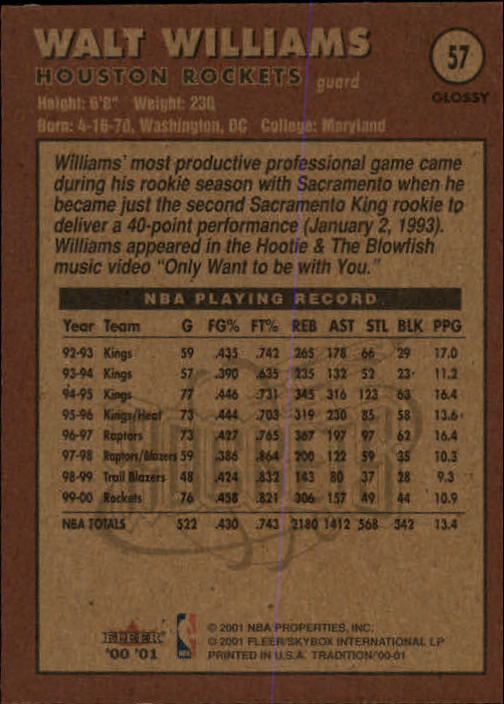 WALT WILLIAMS
57
HOUSTON ROCKETS guard
GLOSSY
Height: 6'8" Weight: 230
Born: 4-16-70, Washington, DC College: Maryland
Williams' most productive professional game came
during his rookie season with Sacramento when he
became just the second Sacramento King rookie to
deliver a 40-point performance (January 2, 1993).
Williams appeared in the Hootie & The Blowfish
music video "Only Want to be with You."
NBA PLAYING RECORD
Year Team G FG% FT% REB AST STL BLK PPG
92-93 Kings 59 .435 .742 265 178 66 29 17.0
93-94 Kings 57 .390 .635 235 132 52 23 11.2
94-95 Kings 77 .446 .731 345 316 123 63 16.4
95-96 Kings/Heat 73 .444 .703 319 230 85 58 13.6
96-97 Raptors 73 .427 .765 367 197 97 62 16.4
97-98 Raptors/Blazers 59 .386 .864 200 122 59 35 10.3
98-99 Trail Blazers 48 .424 .832 143 80 37 28 9.3
99-00 Rockets 76 .458 .821 306 157 49 44 10.9
NBA TOTALS 522 .430 .743 2180 1412 568 342 13.4
'00 '01
© 2001 NBA PROPERTIES, INC.
© 2001 FLEER/SKYBOX INTERNATIONAL LP
PRINTED IN U.S.A. TRADITION/'00-01